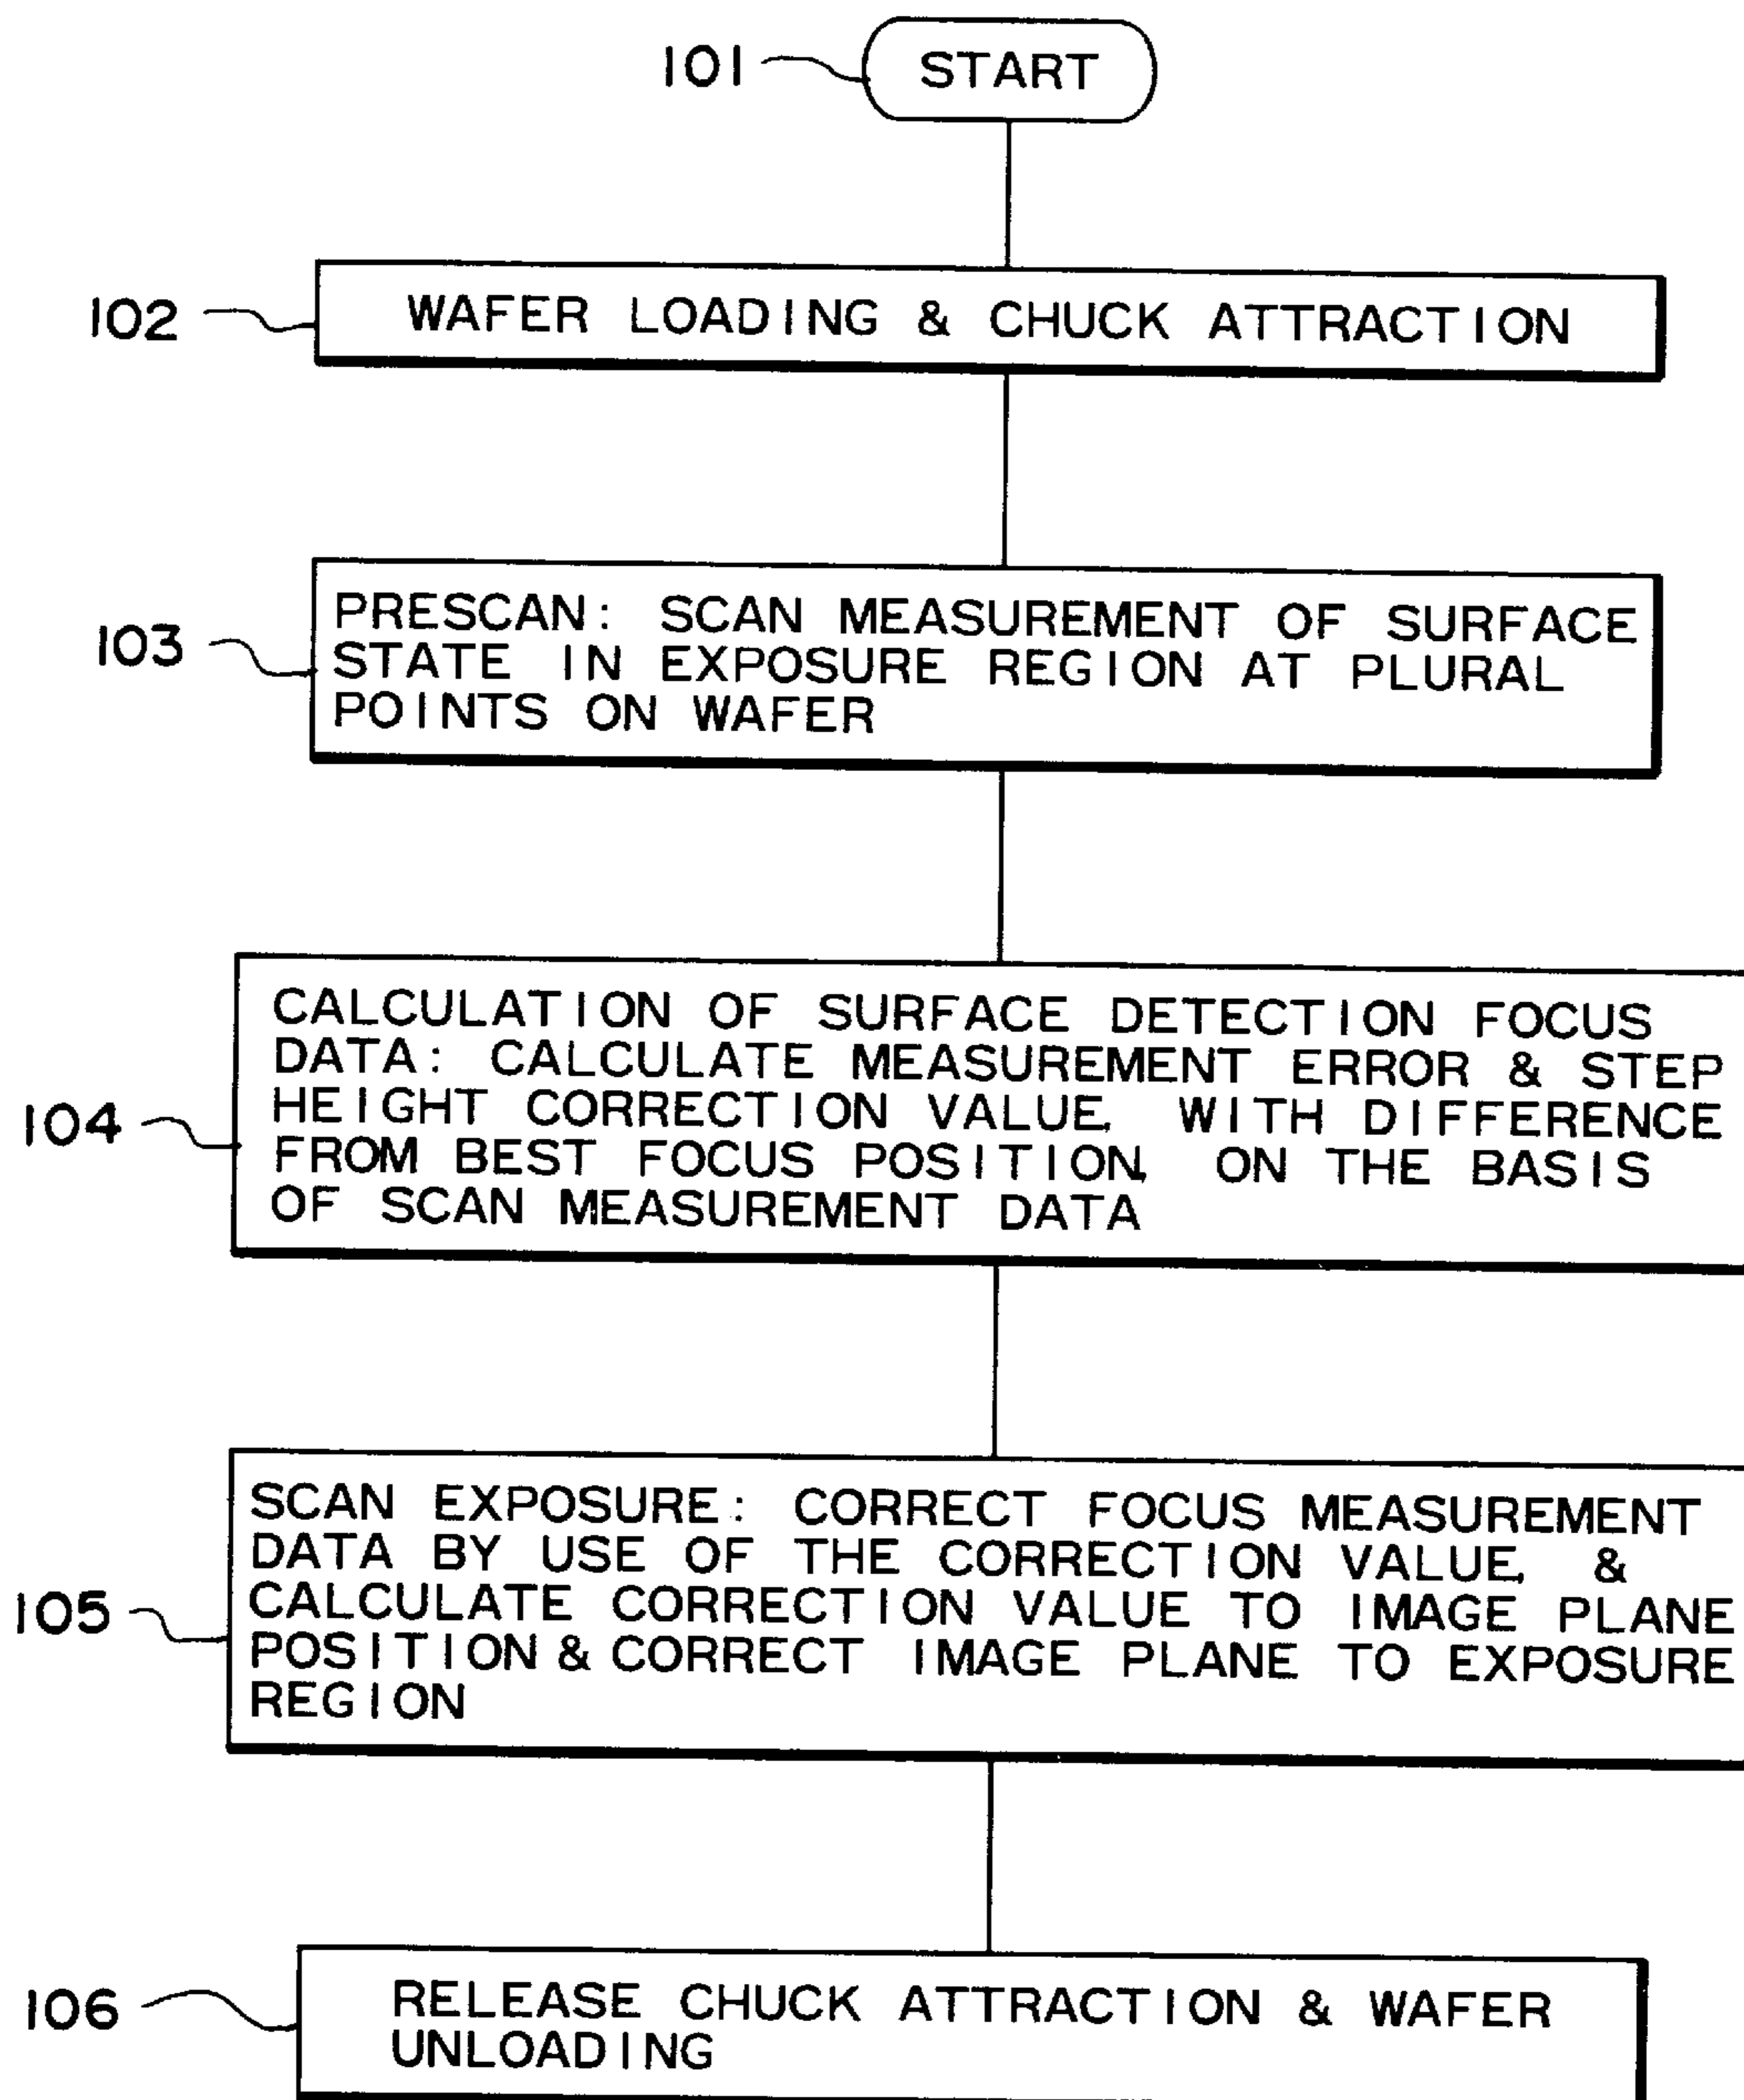 101 START
102 WAFER LOADING & CHUCK ATTRACTION
PRESCAN: SCAN MEASUREMENT OF SURFACE
103 STATE IN EXPOSURE REGION AT PLURAL
POINTS ON WAFER
CALCULATION OF SURFACE DETECTION FOCUS
DATA: CALCULATE MEASUREMENT ERROR & STEP
104 HEIGHT CORRECTION VALUE, WITH DIFFERENCE
FROM BEST FOCUS POSITION, ON THE BASIS
OF SCAN MEASUREMENT DATA
SCAN EXPOSURE: CORRECT FOCUS MEASUREMENT
DATA BY USE OF THE CORRECTION VALUE, &
105 CALCULATE CORRECTION VALUE TO IMAGE PLANE
POSITION & CORRECT IMAGE PLANE TO EXPOSURE
REGION
106 RELEASE CHUCK ATTRACTION & WAFER
UNLOADING